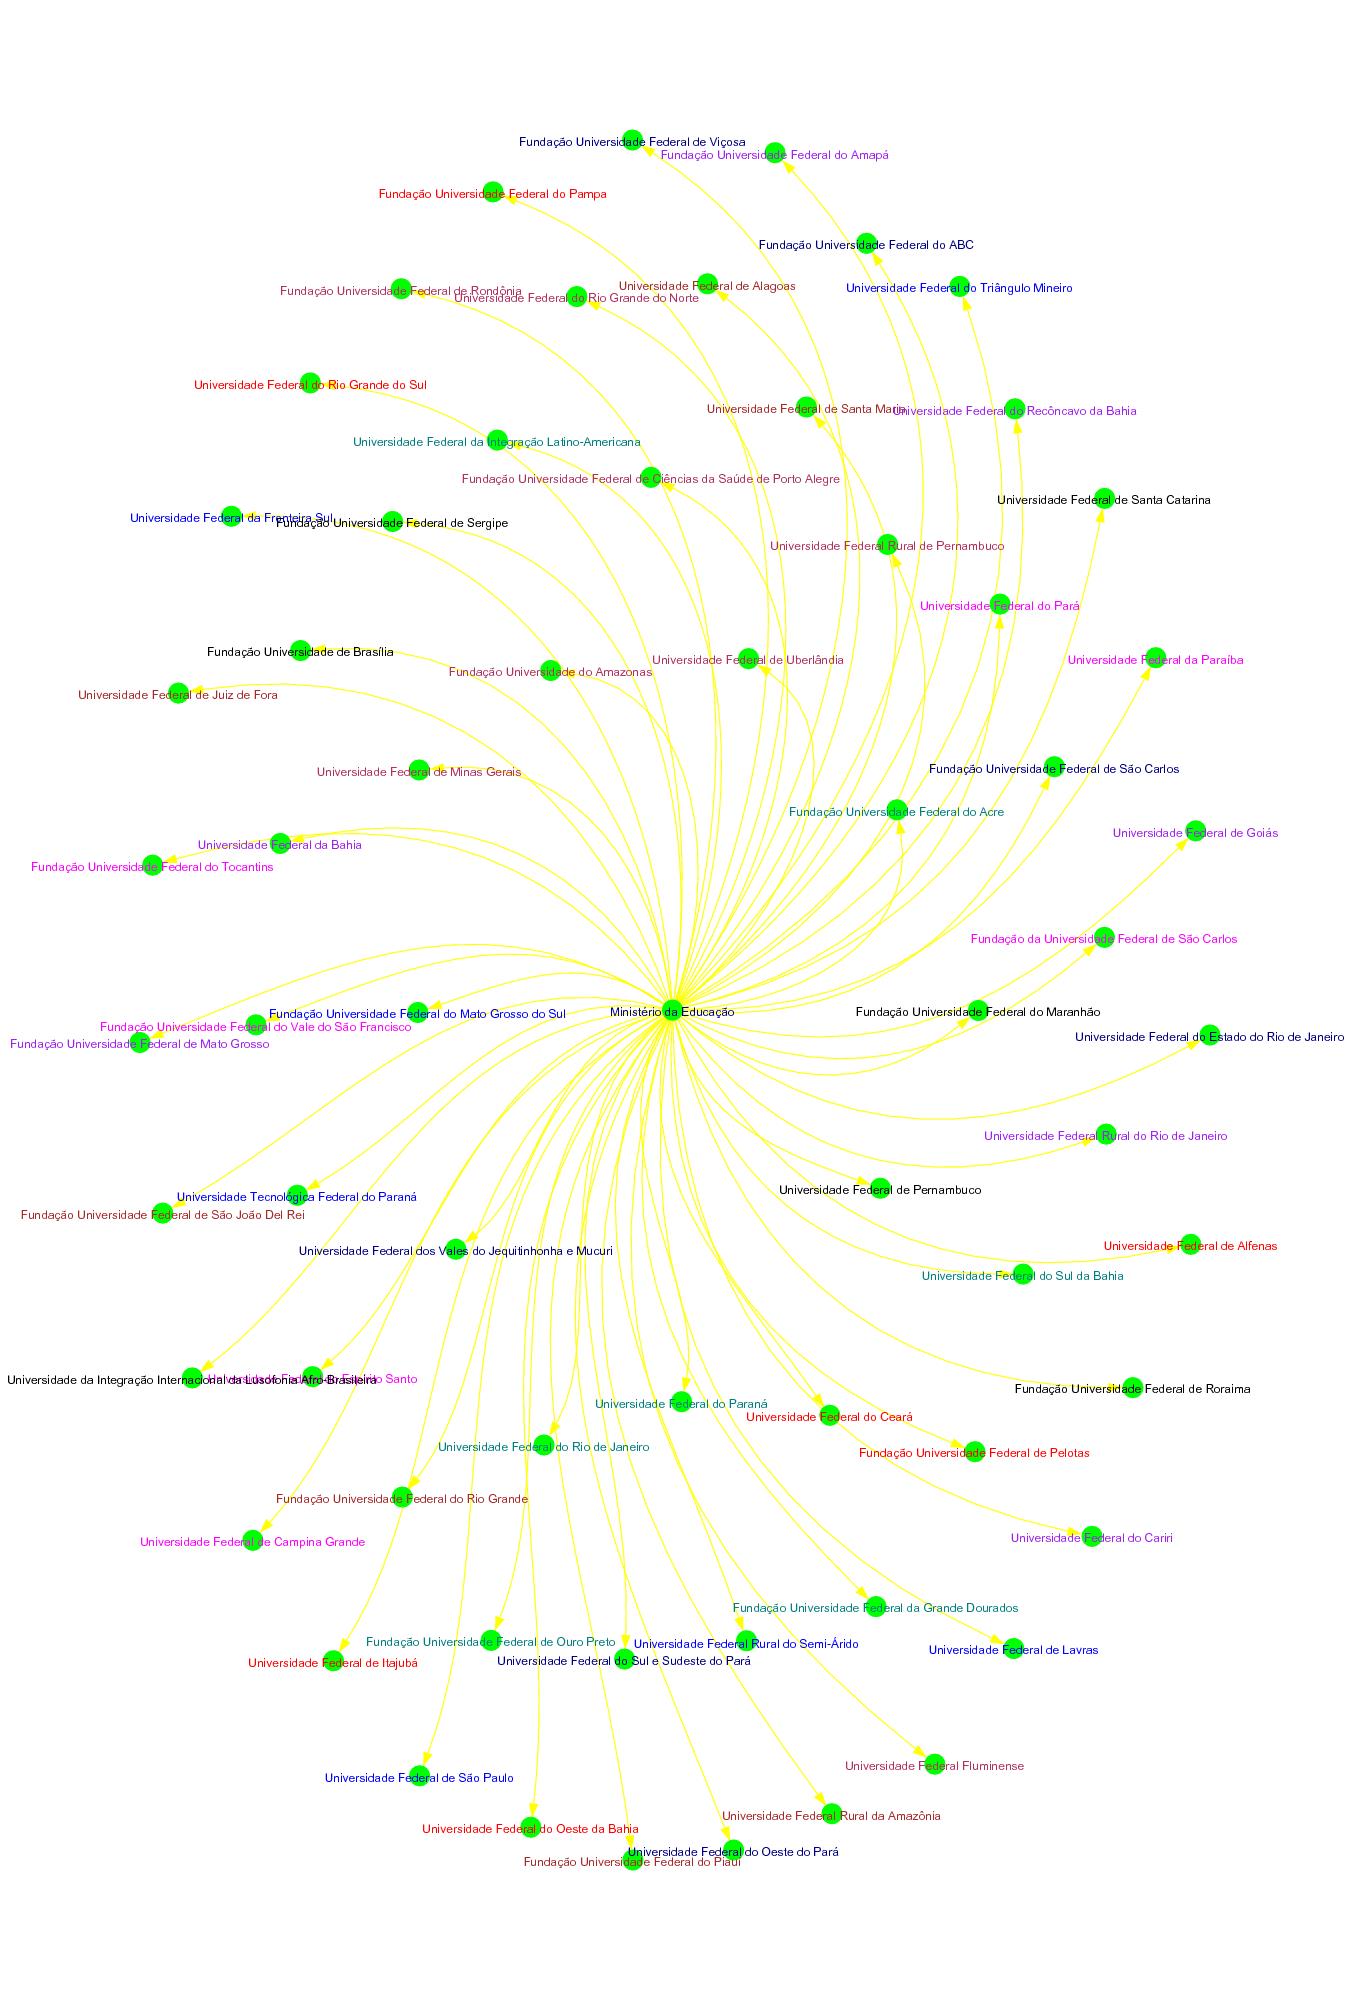 Fundação Universidade Federal de Viçosa
Fundação Universidade Federal do Amapá
Fundação Universidade Federal do Pampa
Fundação Universidade Federal do ABC
Universidade Federal de Alagoas
Universidade Federal do Triângulo Mineiro
Fundação Universidade Federal de Rondônia
Universidade Federal do Rio Grande do Norte
Universidade Federal do Rio Grande do Sul
Universidade Federal de Santa Maria
Universidade Federal do Recôncavo da Bahia
Universidade Federal da Integração Latino-Americana
Fundação Universidade Federal de Ciências da Saúde de Porto Alegre
Universidade Federal de Santa Catarina
Universidade Federal da Fronteira Sul
Fundação Universidade Federal de Sergipe
Universidade Federal Rural de Pernambuco
Universidade Federal do Pará
Fundação Universidade de Brasília
Universidade Federal de Uberlândia
Universidade Federal da Paraíba
Fundação Universidade do Amazonas
Universidade Federal de Juiz de Fora
Universidade Federal de Minas Gerais
Fundação Universidade Federal de São Carlos
Fundação Universidade Federal do Acre
Universidade Federal de Goiás
Universidade Federal da Bahia
Fundação Universidade Federal do Tocantins
Fundação da Universidade Federal de São Carlos
Ministério da Educação
Fundação Universidade Federal do Maranhão
Fundação Universidade Federal do Mato Grosso do Sul
Fundação Universidade Federal do Vale do São Francisco
Universidade Federal do Estado do Rio de Janeiro
Fundação Universidade Federal de Mato Grosso
Universidade Federal Rural do Rio de Janeiro
Universidade Federal de Pernambuco
Universidade Tecnológica Federal do Paraná
Fundação Universidade Federal de São João Del Rei
Universidade Federal de Alfenas
Universidade Federal dos Vales do Jequitinhonha e Mucuri
Universidade Federal do Sul da Bahia
Universidade da Integração Internacional da Lusofonia Afro-Brasileira
Universidade Federal do Espírito Santo
Fundação Universidade Federal de Roraima
Universidade Federal do Paraná
Universidade Federal do Ceará
Universidade Federal do Rio de Janeiro
Fundação Universidade Federal de Pelotas
Fundação Universidade Federal do Rio Grande
Universidade Federal do Cariri
Universidade Federal de Campina Grande
Fundação Universidade Federal da Grande Dourados
Fundação Universidade Federal de Ouro Preto
Universidade Federal Rural do Semi-Árido
Universidade Federal de Lavras
Universidade Federal de Itajubá
Universidade Federal do Sul e Sudeste do Pará
Universidade Federal Fluminense
Universidade Federal de São Paulo
Universidade Federal Rural da Amazônia
Universidade Federal do Oeste da Bahia
Universidade Federal do Oeste do Pará
Fundação Universidade Federal do Piauí